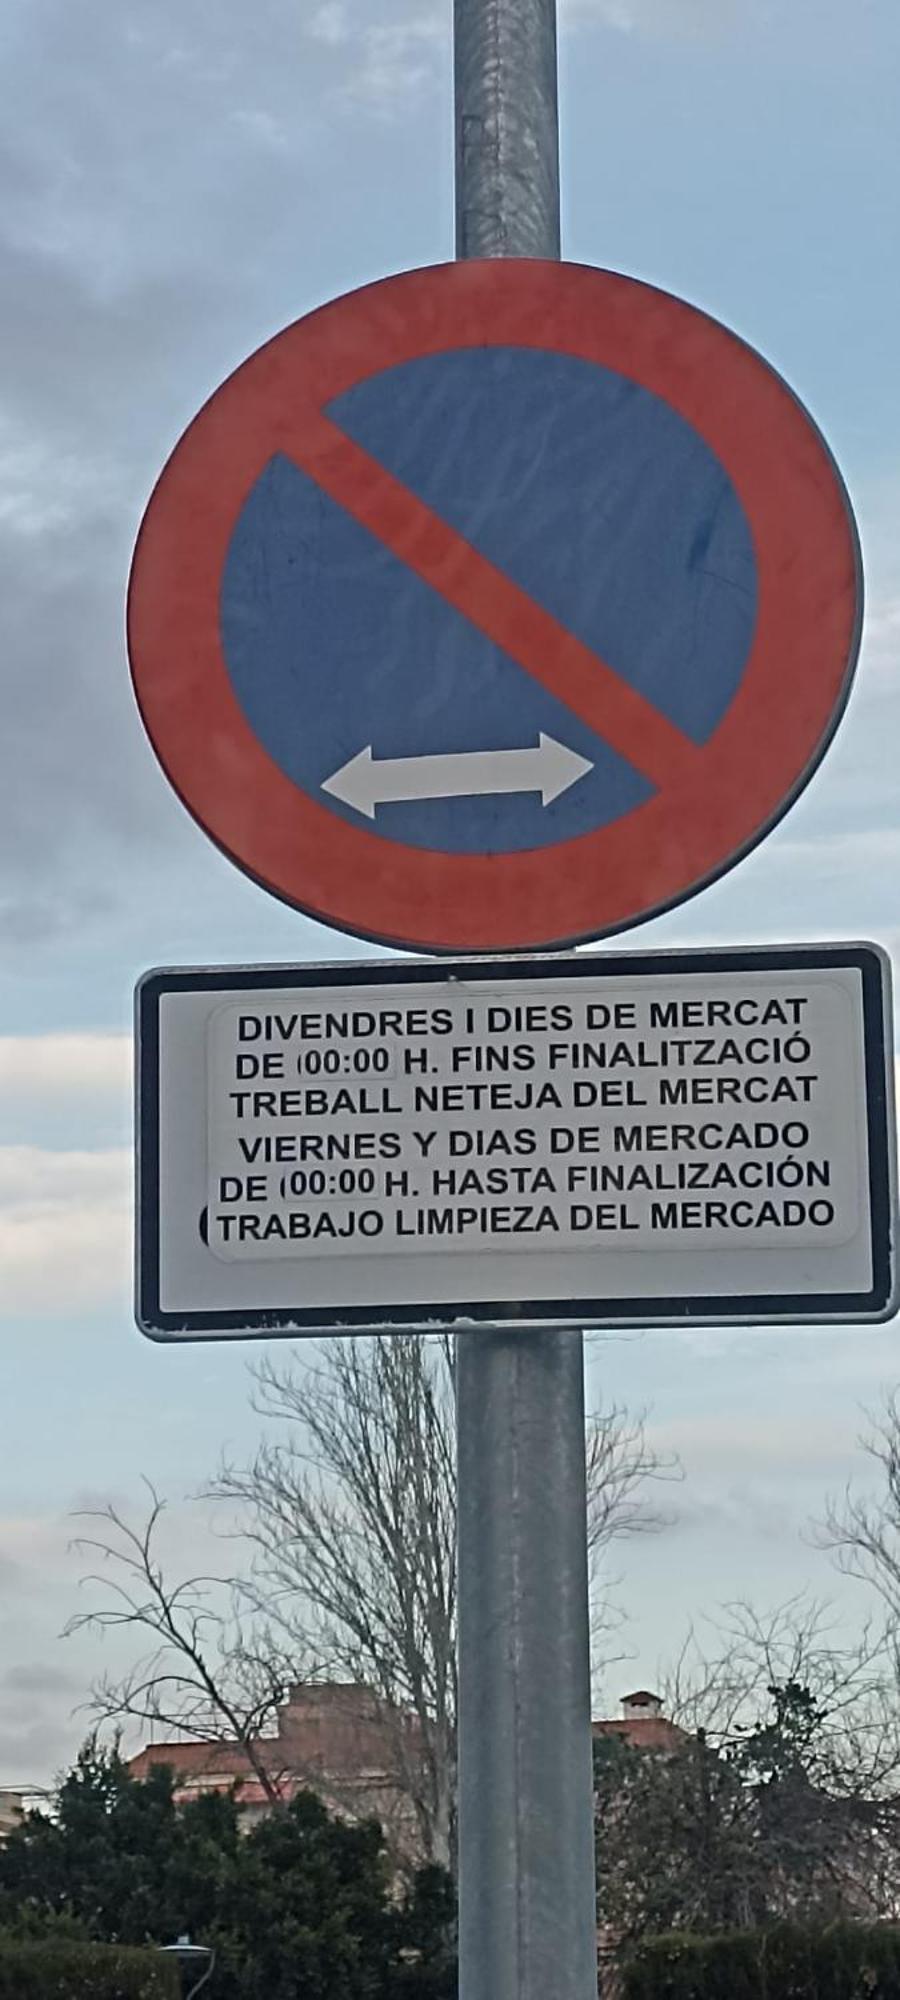 DIVENDRES I DIES DE MERCAT
DE 00:00 H. FINS FINALITZACIÓ
TREBALL NETEJA DEL MERCAT
VIERNES Y DIAS DE MERCADO
DE 00:00 H. HASTA FINALIZACIÓN
TRABAJO LIMPIEZA DEL MERCADO